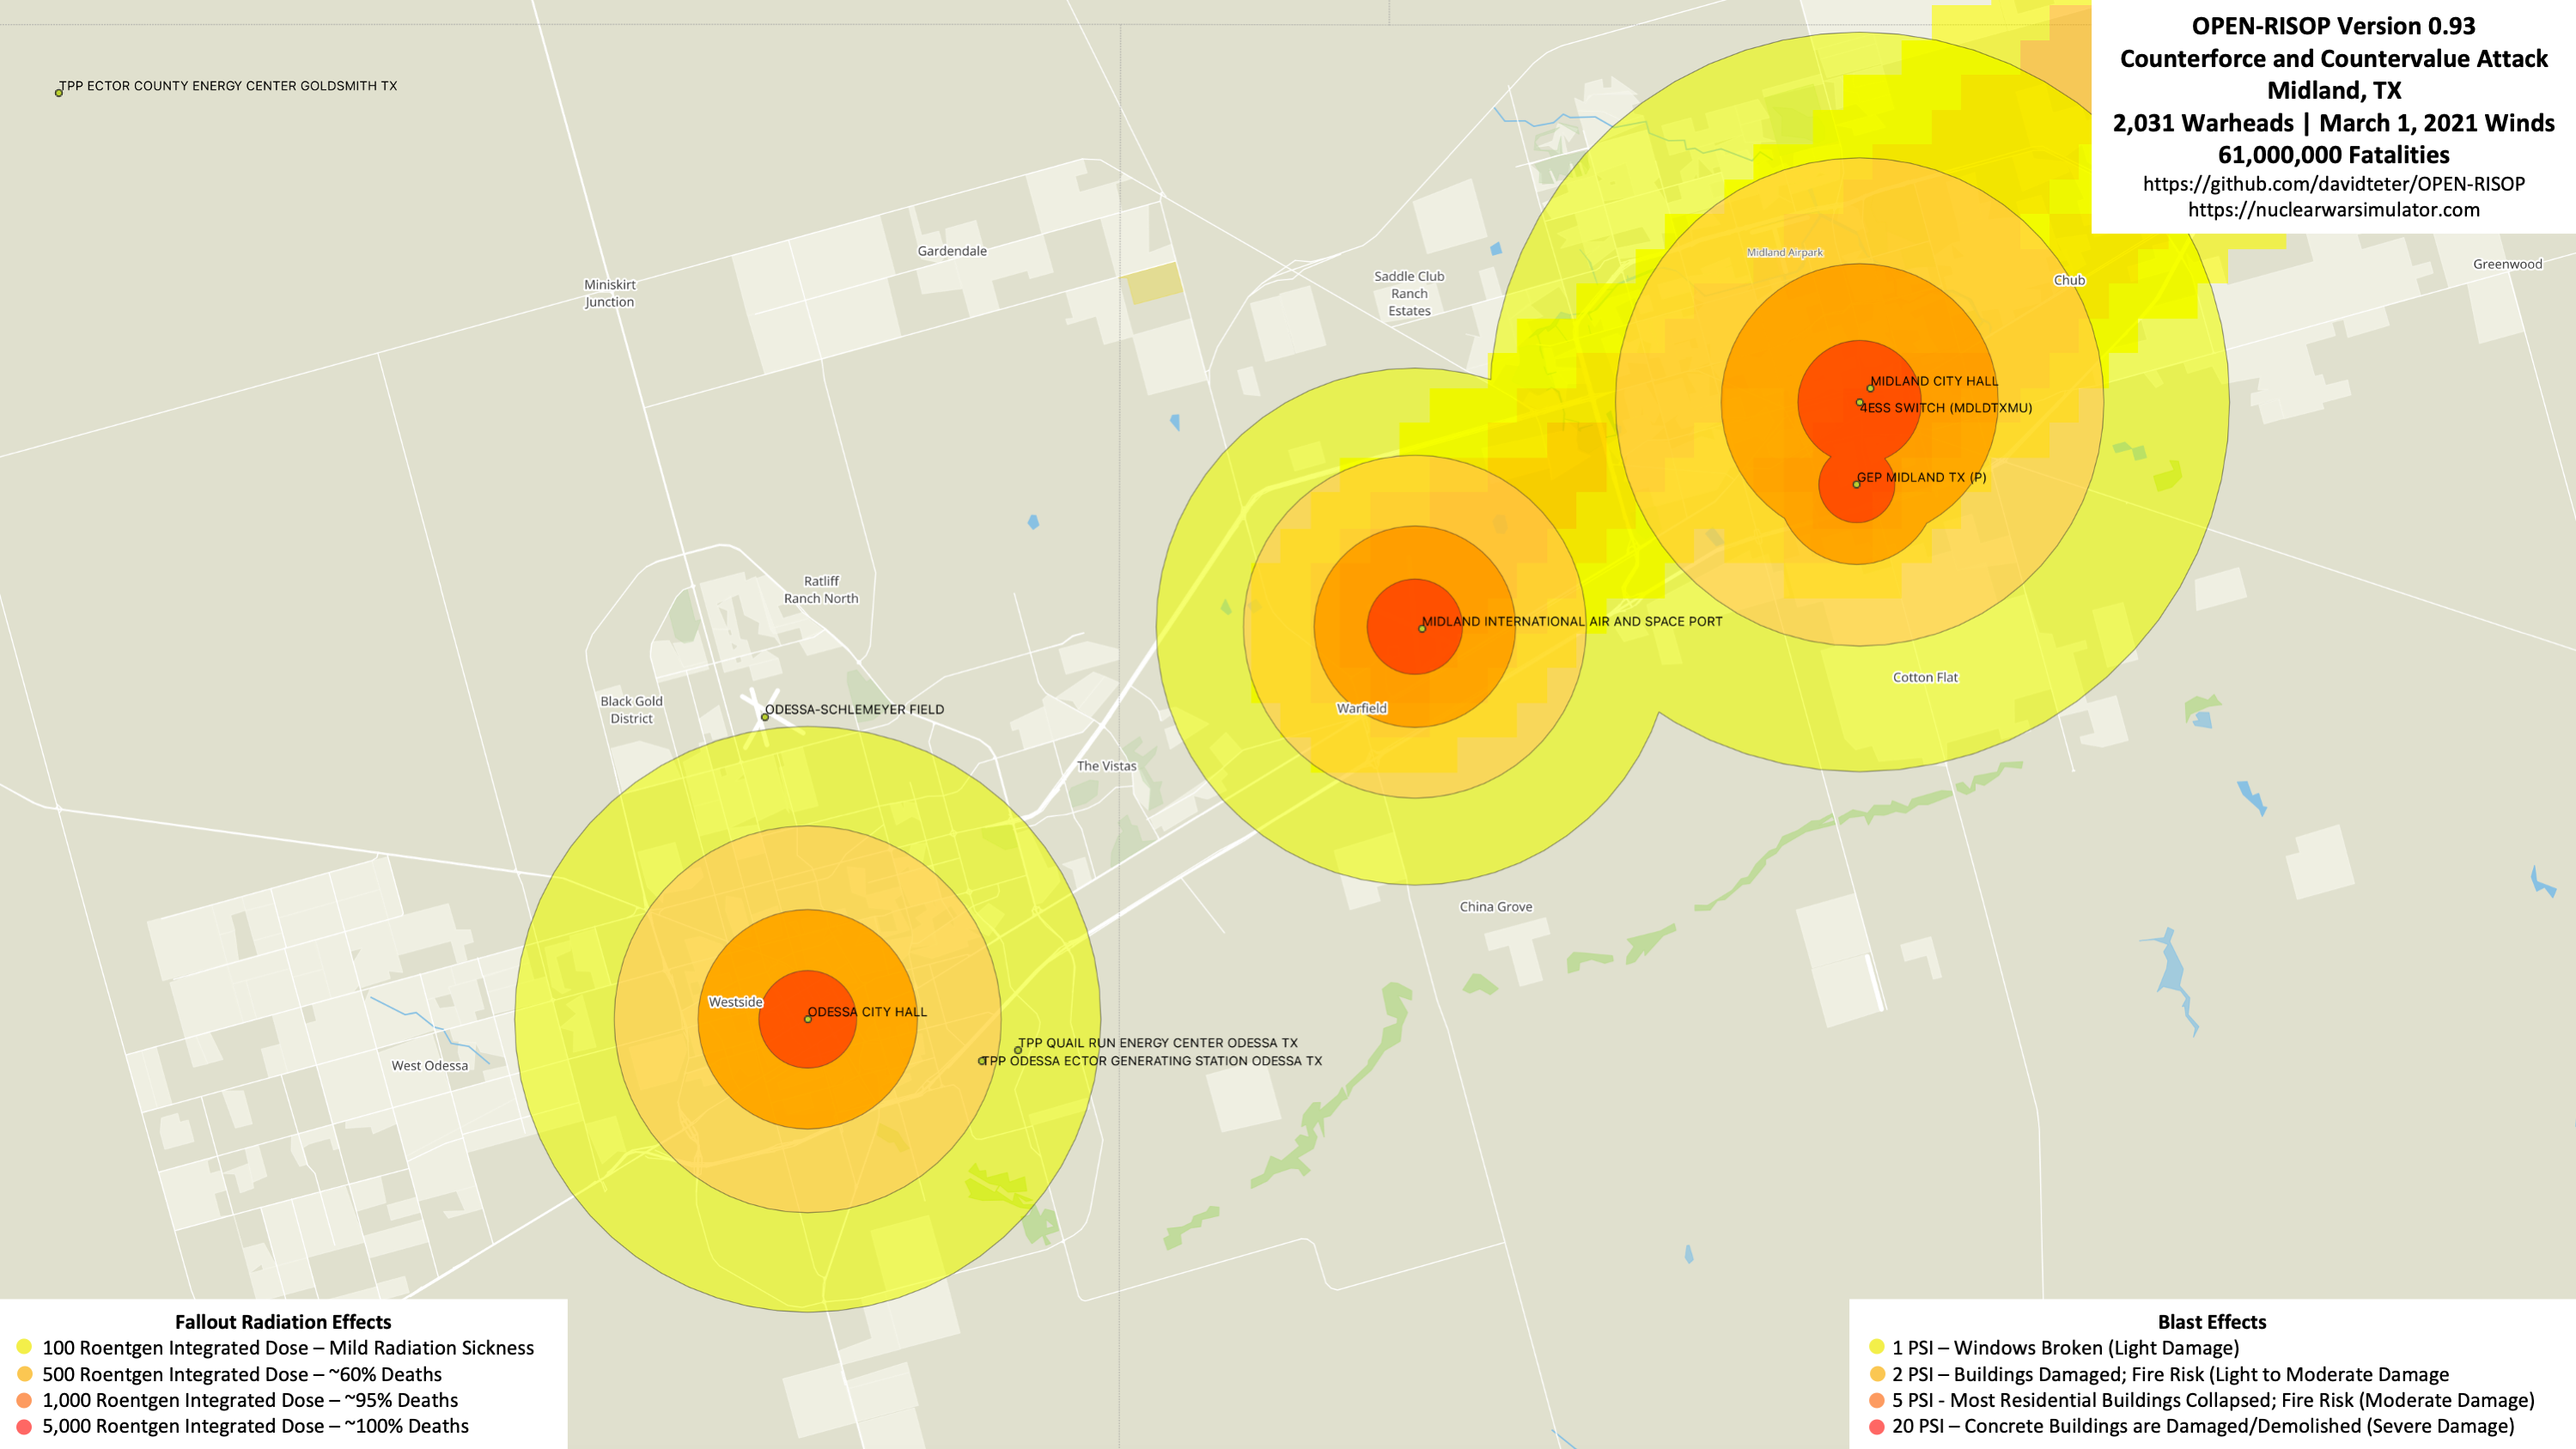 OPEN-RISOP Version 0.93
Counterforce and Countervalue Attack
Midland, TX
2,031 Warheads | March 1, 2021 Winds
61,000,000 Fatalities
https://github.com/davidteter/OPEN-RISOP
https://nuclearwarsimulator.com
TPP ECTOR COUNTY ENERGY CENTER GOLDSMITH TX
Gardendale
Midland Airpark
Greenwood
Saddle Club
Ranch
Estates
Chub
Miniskirt
Junction
MIDLAND CITY HALL
4ESS SWITCH (MDLDTXMU)
GEP MIDLAND TX (P)
Ratliff
Ranch North
MIDLAND INTERNATIONAL AIR AND SPACE PORT
Cotton Flat
Black Gold
District
ODESSA-SCHLEMEYER FIELD
Warfield
The Vistas
China Grove
Westside
ODESSA CITY HALL
TPP QUAIL RUN ENERGY CENTER ODESSA TX
TPP ODESSA ECTOR GENERATING STATION ODESSA TX
West Odessa
Fallout Radiation Effects
100 Roentgen Integrated Dose – Mild Radiation Sickness
500 Roentgen Integrated Dose – ~60% Deaths
1,000 Roentgen Integrated Dose – ~95% Deaths
5,000 Roentgen Integrated Dose – ~100% Deaths
Blast Effects
1 PSI – Windows Broken (Light Damage)
2 PSI – Buildings Damaged; Fire Risk (Light to Moderate Damage
5 PSI - Most Residential Buildings Collapsed; Fire Risk (Moderate Damage)
20 PSI – Concrete Buildings are Damaged/Demolished (Severe Damage)